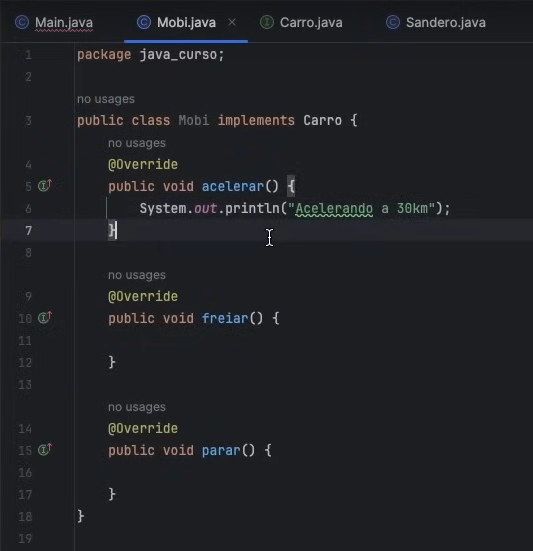 Main.java Mobi.java Carro.java Sandero.java
1 package java_curso;
2
no usages
3 public class Mobi implements Carro {
no usages
4 @Override
5 public void acelerar() {
6 System.out.println("Acelerando a 30km");
7 }
8
no usages
9 @Override
10 public void freiar() {
11
12 }
13
no usages
14 @Override
15 public void parar() {
16
17 }
18 }
19